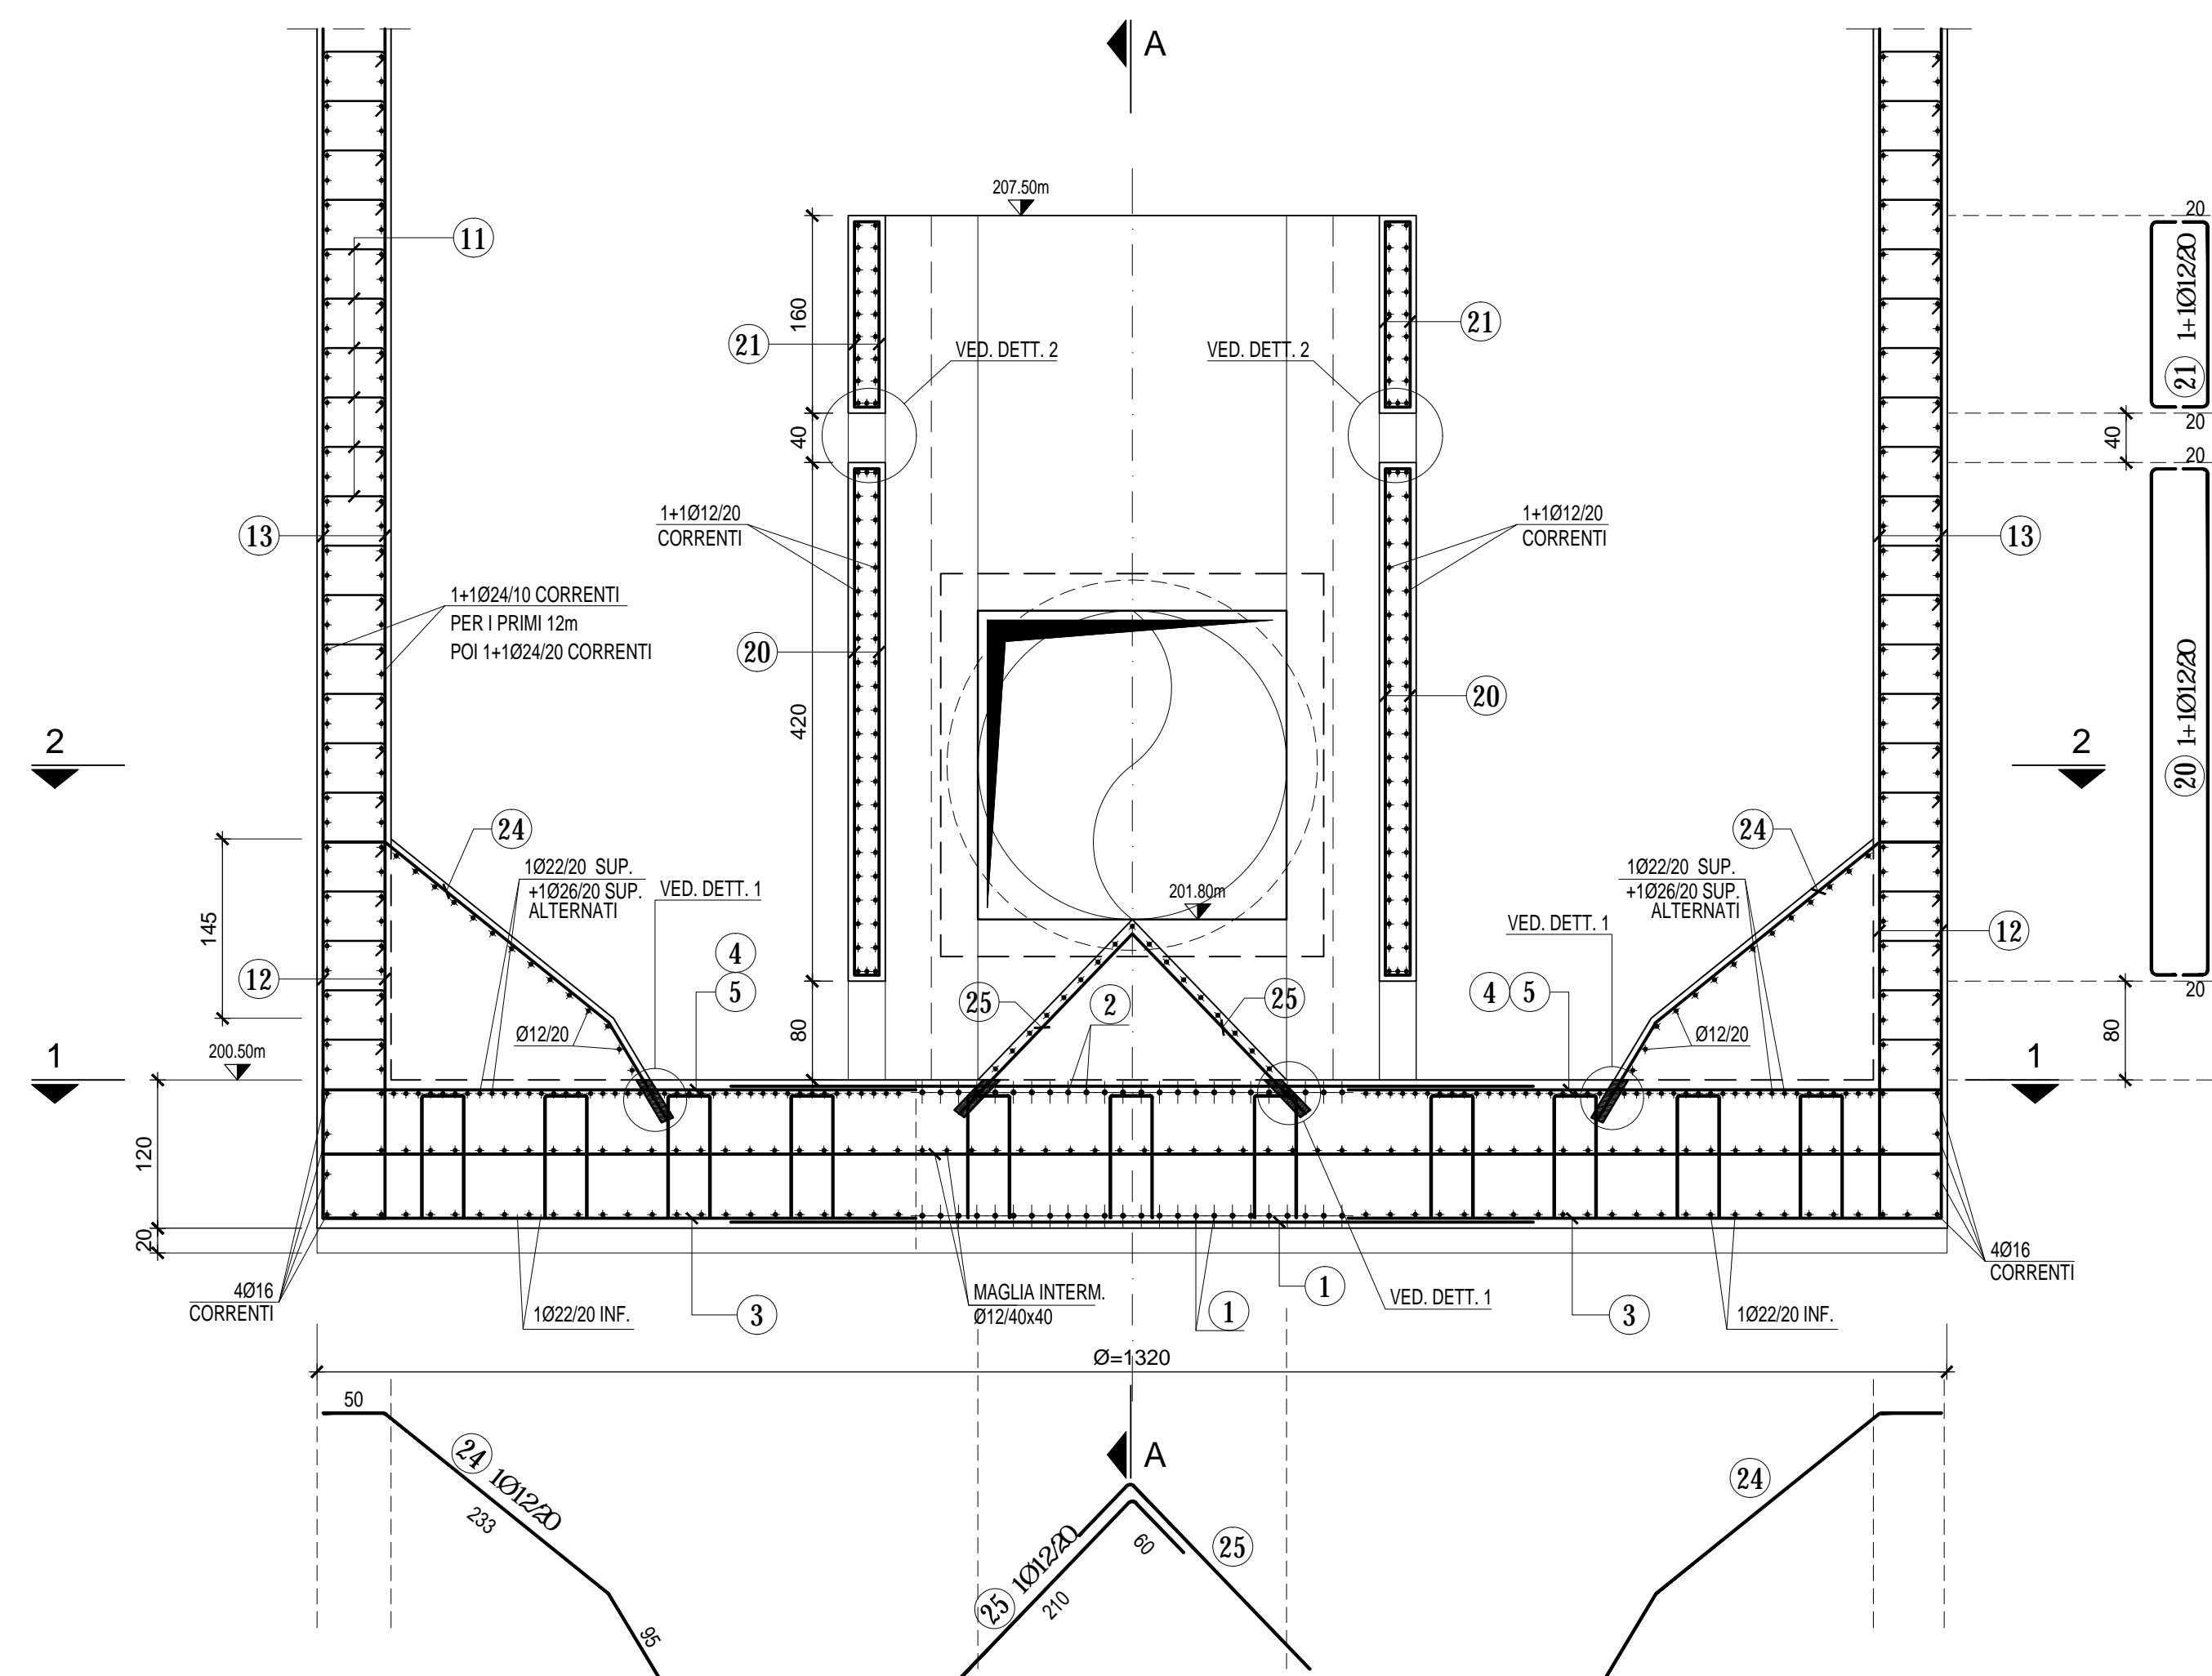 A
207.50m
20
11
1+1Ø12/20
21
160
21
21
VED. DETT. 2
VED. DETT. 2
40
20
40
20
1+1Ø12/20
CORRENTI
1+1Ø12/20
CORRENTI
13
13
1+1Ø24/10 CORRENTI
PER I PRIMI 12m
POI 1+1Ø24/20 CORRENTI
20
20
1+1Ø12/20
20
420
2
2
24
24
1Ø22/20 SUP.
+1Ø26/20 SUP.
ALTERNATI
VED. DETT. 1
201.80m
1Ø22/20 SUP.
+1Ø26/20 SUP.
ALTERNATI
VED. DETT. 1
145
12
12
4
5
4
5
25
25
2
20
Ø12/20
Ø12/20
80
80
1
200.50m
1
120
20
4Ø16
CORRENTI
4Ø16
CORRENTI
1Ø22/20 INF.
3
MAGLIA INTERM.
Ø12/40x40
1
1
VED. DETT. 1
3
1Ø22/20 INF.
Ø=1320
50
A
24
1Ø12/20
233
24
25
1Ø12/20
60
25
210
95